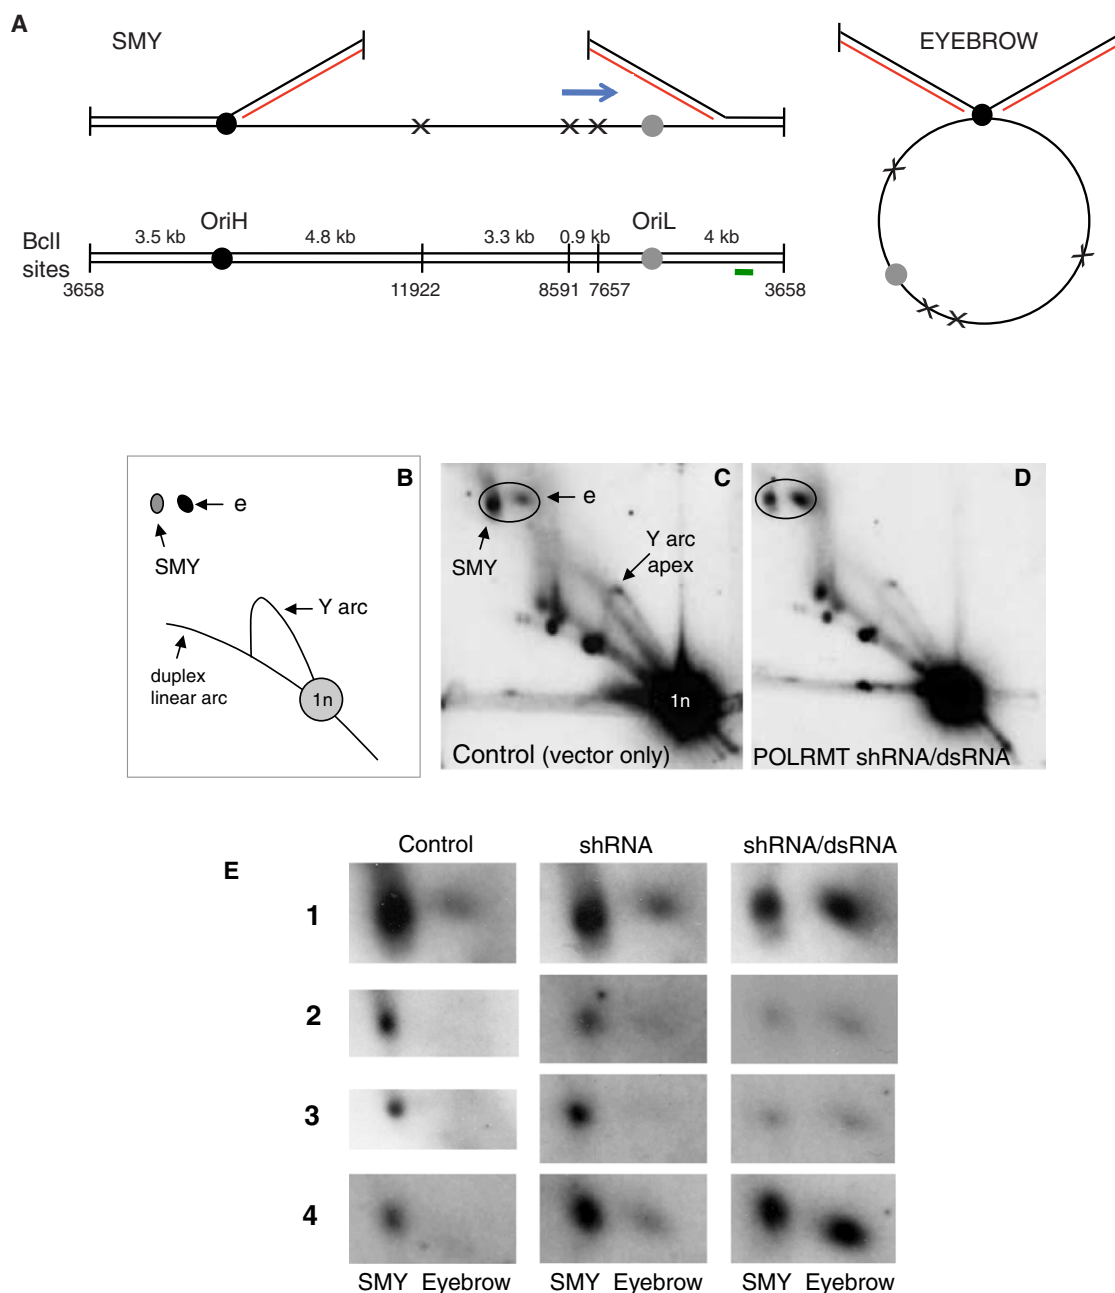 A
SMY
EYEBROW
OriH
OriL
BclI
sites
3.5 kb
4.8 kb
3.3 kb
0.9 kb
4 kb
3658
11922
8591
7657
3658
B
e
SMY
Y arc
duplex
linear arc
1n
C
e
SMY
Y arc
apex
1n
Control (vector only)
D
POLRMT shRNA/dsRNA
E
Control
shRNA
shRNA/dsRNA
1
2
3
4
SMY Eyebrow
SMY Eyebrow
SMY Eyebrow